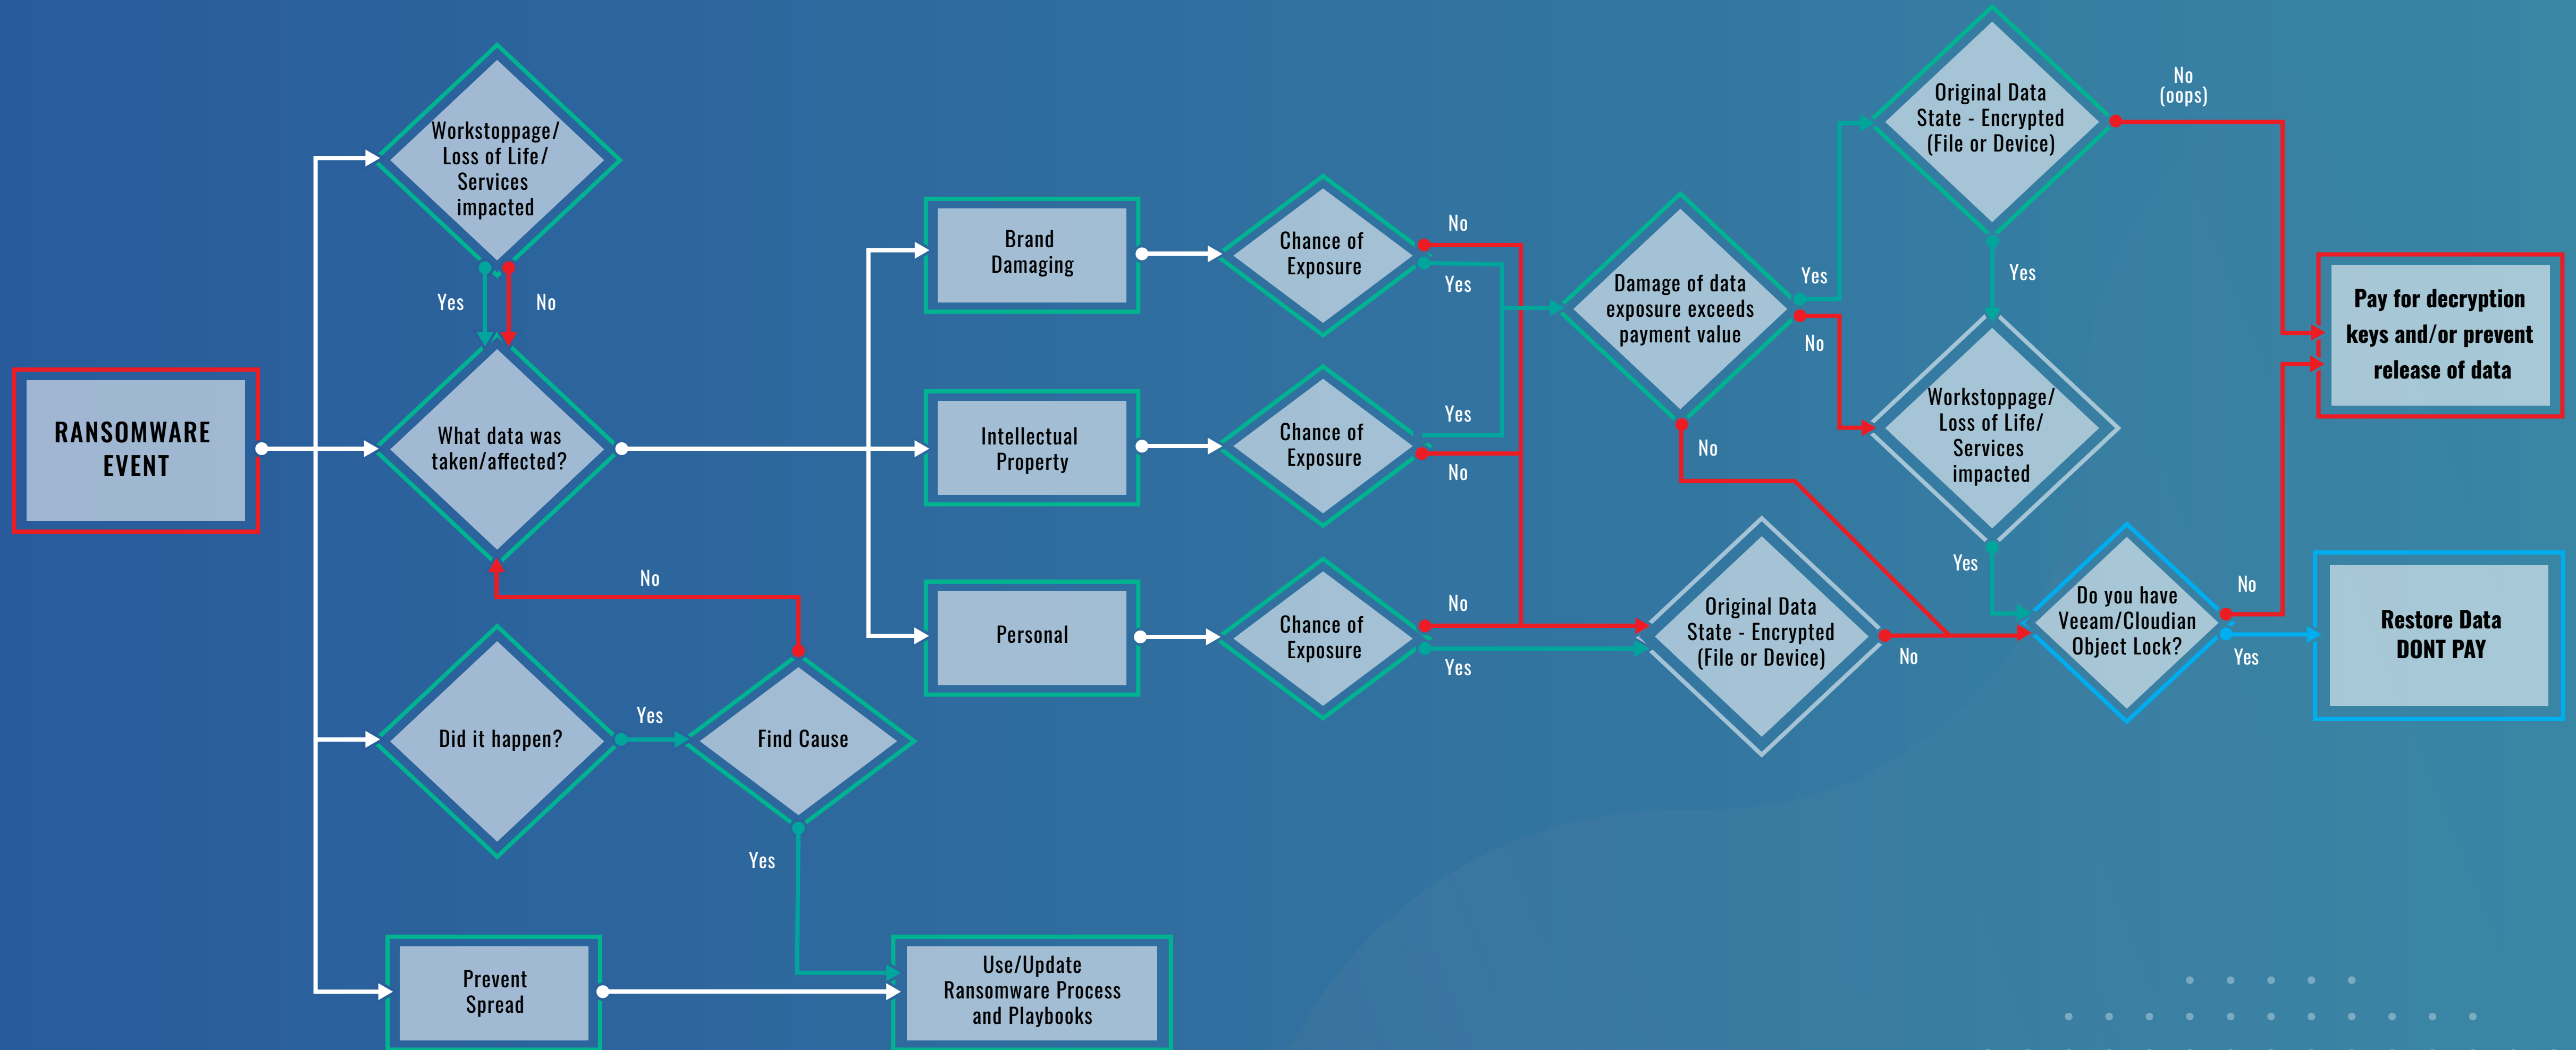 RANSOMWARE
EVENT
Workstoppage/
Loss of Life/
Services
impacted
Yes
No
What data was
taken/affected?
No
Did it happen?
Yes
Find Cause
Yes
Prevent
Spread
Use/Update
Ransomware Process
and Playbooks
Brand
Damaging
Chance of
Exposure
No
Yes
Intellectual
Property
Chance of
Exposure
Yes
No
Personal
Chance of
Exposure
No
Yes
Damage of data
exposure exceeds
payment value
Yes
No
No
Original Data
State - Encrypted
(File or Device)
No
(oops)
Yes
Workstoppage/
Loss of Life/
Services
impacted
Yes
Original Data
State - Encrypted
(File or Device)
No
Do you have
Veeam/Cloudian
Object Lock?
No
Yes
Pay for decryption
keys and/or prevent
release of data
Restore Data
DONT PAY